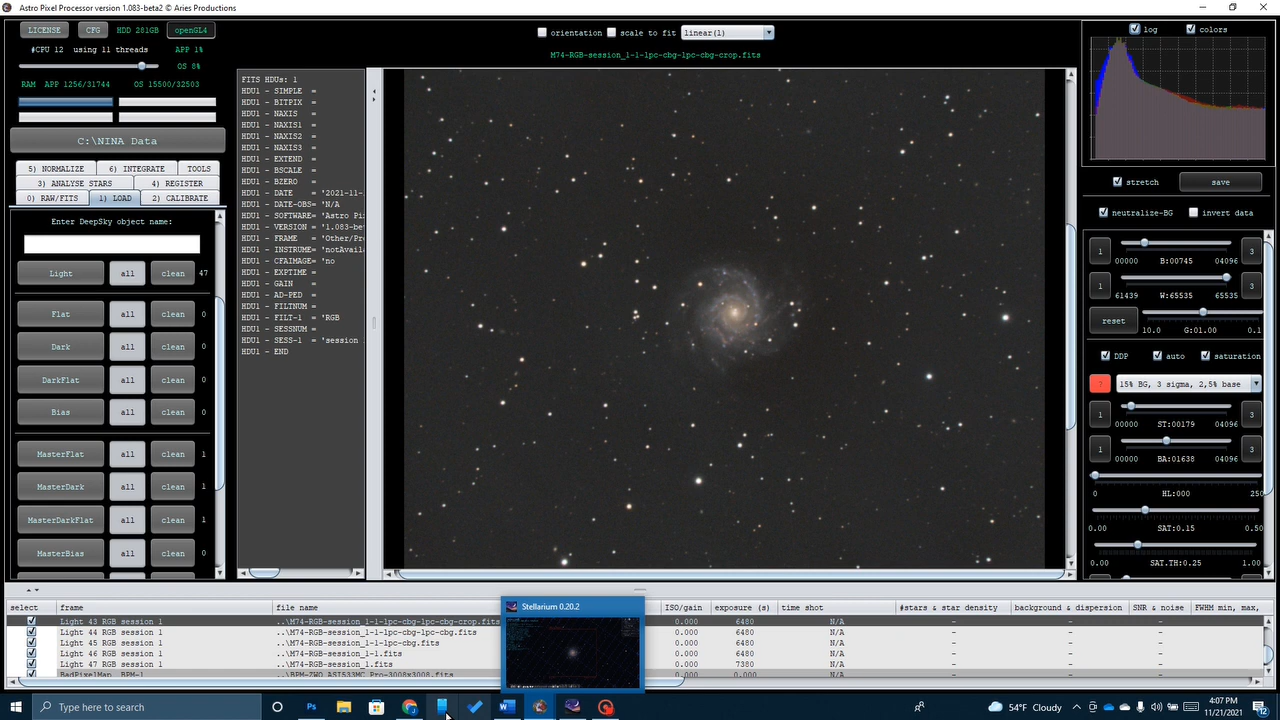 Astro Pixel Processor version 1.083-beta2 © Aries Productions
LICENSE CFG HDD 281GB openGL4
#CPU 12 using 11 threads APP 1%
OS 8%
RAM APP 1256/31744 OS 15500/32503
C:\NINA Data
5) NORMALIZE 6) INTEGRATE TOOLS
3) ANALYSE STARS 4) REGISTER
0) RAW/FITS 1) LOAD 2) CALIBRATE
Enter DeepSky object name:
Light all clean 47
Flat all clean 0
Dark all clean 0
DarkFlat all clean 0
Bias all clean 0
MasterFlat all clean 1
MasterDark all clean 1
MasterDarkFlat all clean 1
MasterBias all clean 0
FITS HDUs: 1
HDU1 - SIMPLE =
HDU1 - BITPIX =
HDU1 - NAXIS =
HDU1 - NAXIS1 =
HDU1 - NAXIS2 =
HDU1 - NAXIS3 =
HDU1 - EXTEND =
HDU1 - BSCALE =
HDU1 - BZERO =
HDU1 - DATE = '2021-11-
HDU1 - DATE-OBS= 'N/A
HDU1 - SOFTWARE= 'Astro Pi
HDU1 - VERSION = '1.083-be
HDU1 - FRAME = 'Other/Pr
HDU1 - INSTRUME= 'notAvail
HDU1 - CFAIMAGE= 'no
HDU1 - EXPTIME =
HDU1 - GAIN =
HDU1 - AD-PED =
HDU1 - FILTNUM =
HDU1 - FILT-1 = 'RGB
HDU1 - SESSNUM =
HDU1 - SESS-1 = 'session
HDU1 - END
orientation scale to fit linear(l)
M74-RGB-session_1-1-lpc-cbg-lpc-cbg-crop.fits
log colors
stretch save
neutralize-BG invert data
1 3
00000 B:00745 04096
1 3
61439 W:65535 65535
reset
10.0 G:01.00 0.1
DDP auto saturation
? 15% BG, 3 sigma, 2,5% base
1 3
00000 ST:00179 04096
1 3
00000 BA:01638 04096
0 HL:000 250
0.00 SAT:0.15 0.50
0.00 SAT.TH:0.25 1.00
select frame file name ISO/gain exposure (s) time shot #stars & star density background & dispersion SNR & noise FWHM min, max,
Light 43 RGB session 1 ..\M74-RGB-session_1-1-lpc-cbg-lpc-cbg-crop.fits 0.000 6480 N/A - - - -
Light 44 RGB session 1 ..\M74-RGB-session_1-1-lpc-cbg-lpc-cbg.fits 0.000 6480 N/A - - - -
Light 45 RGB session 1 ..\M74-RGB-session_1-1-lpc-cbg.fits 0.000 6480 N/A - - - -
Light 46 RGB session 1 ..\M74-RGB-session_1-1.fits 0.000 6480 N/A - - - -
Light 47 RGB session 1 ..\M74-RGB-session_1.fits 0.000 7380 N/A - - - -
BadPixelMap BPM-1 ..\BPM-ZWO_ASI533MC_Pro-3008x3008.fits 0.000 0.000 N/A - - - -
Stellarium 0.20.2
Type here to search
Ps
54°F Cloudy
4:07 PM
11/21/2021
12